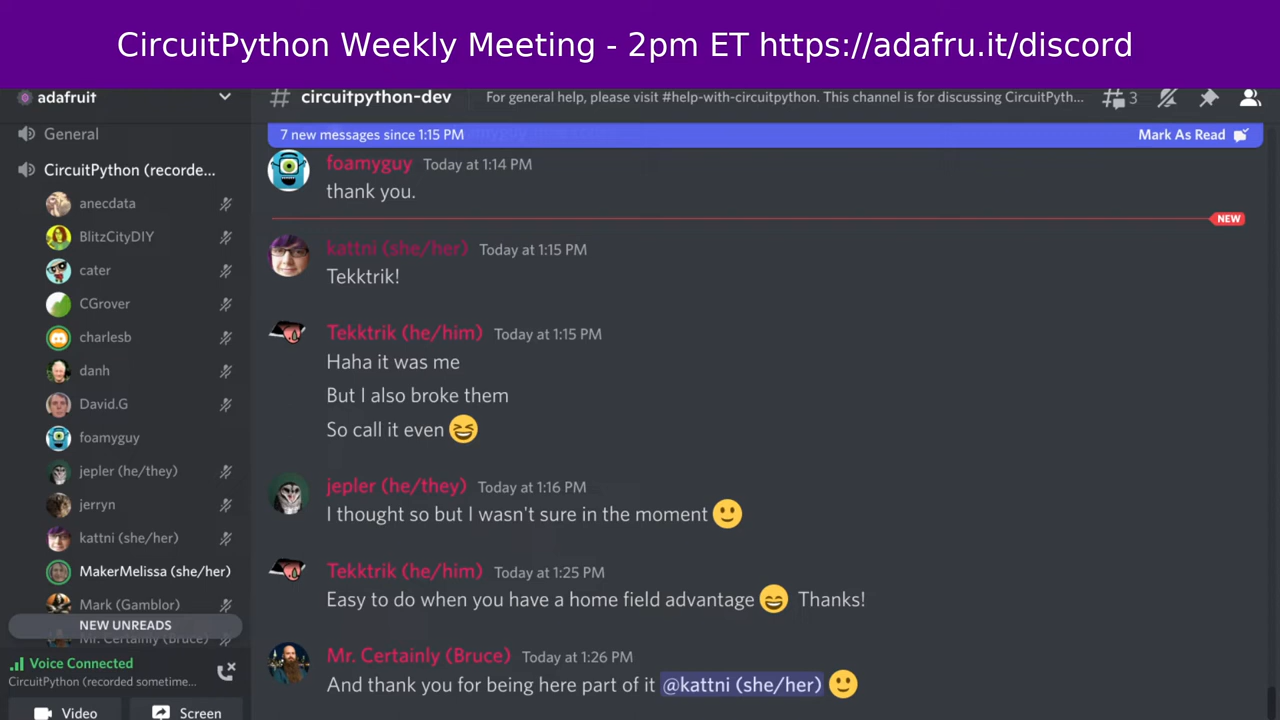 CircuitPython Weekly Meeting - 2pm ET https://adafru.it/discord
adafruit
# circuitpython-dev
For general help, please visit #help-with-circuitpython. This channel is for discussing CircuitPyth...
3
General
CircuitPython (recorde...
anecdata
BlitzCityDIY
cater
CGrover
charlesb
danh
David.G
foamyguy
jepler (he/they)
jerryn
kattni (she/her)
MakerMelissa (she/her)
Mark (Gamblor)
NEW UNREADS
Mr. Certainly (Bruce)
Voice Connected
CircuitPython (recorded sometime...
Video
Screen
7 new messages since 1:15 PM
Mark As Read
foamyguy Today at 1:14 PM
thank you.
NEW
kattni (she/her) Today at 1:15 PM
Tekktrik!
Tekktrik (he/him) Today at 1:15 PM
Haha it was me
But I also broke them
So call it even 😆
jepler (he/they) Today at 1:16 PM
I thought so but I wasn't sure in the moment 🙂
Tekktrik (he/him) Today at 1:25 PM
Easy to do when you have a home field advantage 😄 Thanks!
Mr. Certainly (Bruce) Today at 1:26 PM
And thank you for being here part of it @kattni (she/her) 🙂